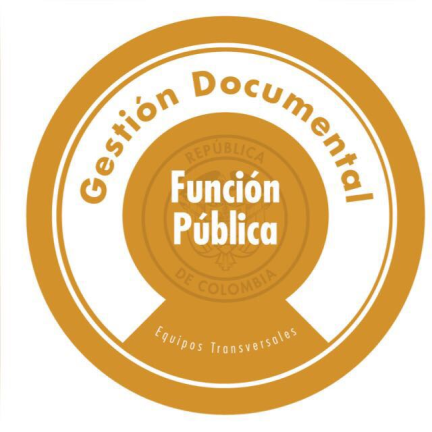 Gestión Documental
REPÚBLICA
Función
Pública
DE COLOMBIA
Equipos Transversales